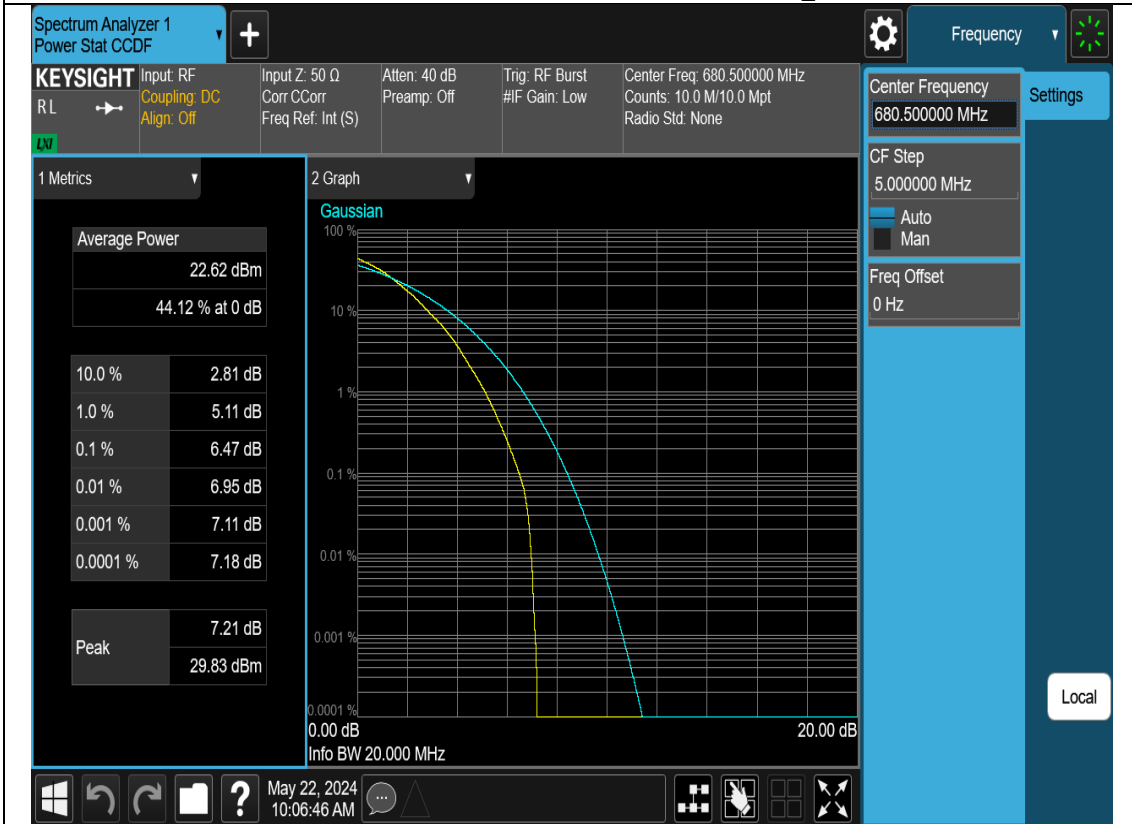 Spectrum Analyzer 1
Power Stat CCDF
+
Frequency
KEYSIGHT
RL
LXI
Input: RF
Coupling: DC
Align: Off
Input Z: 50 Ω
Corr CCorr
Freq Ref: Int (S)
Atten: 40 dB
Preamp: Off
Trig: RF Burst
#IF Gain: Low
Center Freq: 680.500000 MHz
Counts: 10.0 M/10.0 Mpt
Radio Std: None
1 Metrics
Average Power
22.62 dBm
44.12 % at 0 dB
10.0 % 2.81 dB
1.0 % 5.11 dB
0.1 % 6.47 dB
0.01 % 6.95 dB
0.001 % 7.11 dB
0.0001 % 7.18 dB
Peak
7.21 dB
29.83 dBm
2 Graph
Gaussian
100 %
10 %
1 %
0.1 %
0.01 %
0.001 %
0.0001 %
0.00 dB 20.00 dB
Info BW 20.000 MHz
Center Frequency
680.500000 MHz
Settings
CF Step
5.000000 MHz
Auto
Man
Freq Offset
0 Hz
Local
?
May 22, 2024
10:06:46 AM